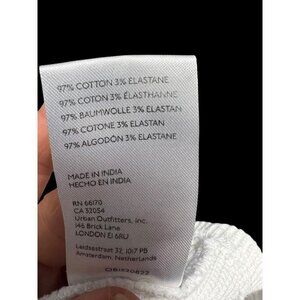 97% COTTON 3% ELASTANE
97% COTON 3% ÉLASTHANNE
97% BAUMWOLLE 3% ELASTAN
97% COTONE 3% ELASTAN
97% ALGODÓN 3% ELASTANE
MADE IN INDIA
HECHO EN INDIA
RN 66170
CA 32054
Urban Outfitters, Inc.
146 Brick Lane,
LONDON E1 6RU
Leidsestraat 32, 1017 PB
Amsterdam, Netherlands